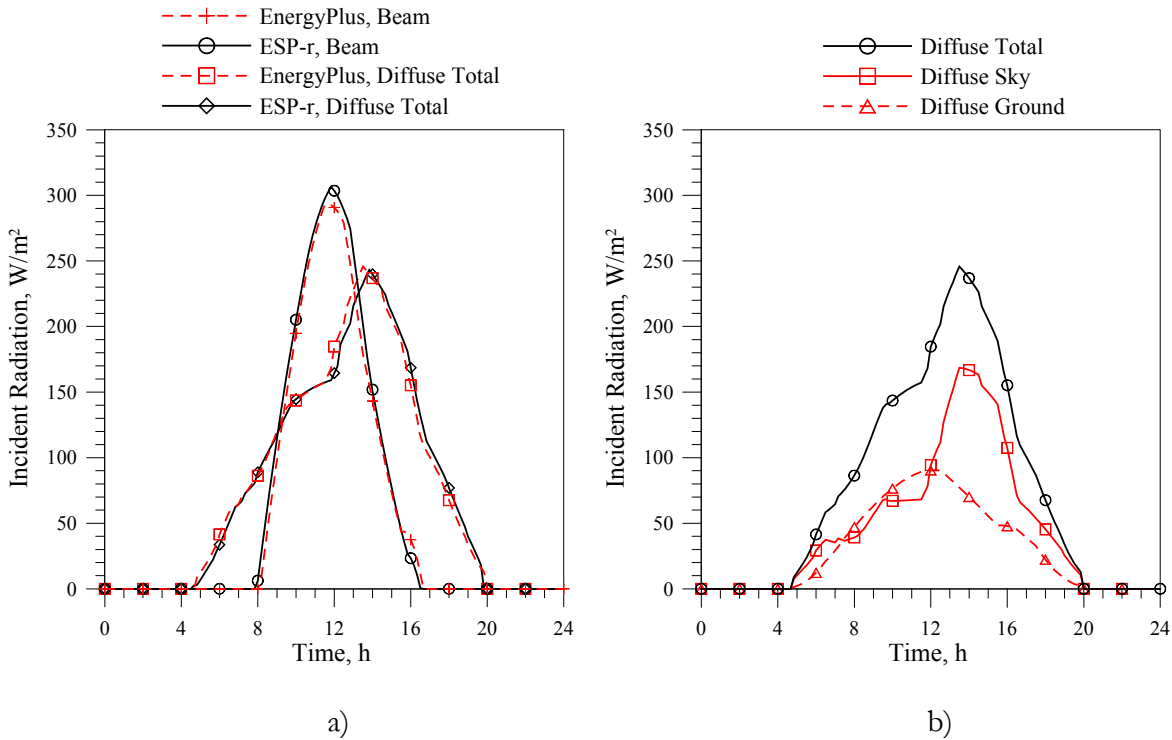 EnergyPlus, Beam
ESP-r, Beam
EnergyPlus, Diffuse Total
ESP-r, Diffuse Total
350
300
250
200
150
100
50
0
Incident Radiation, W/m²
0 4 8 12 16 20 24
Time, h
a)
Diffuse Total
Diffuse Sky
Diffuse Ground
350
300
250
200
150
100
50
0
Incident Radiation, W/m²
0 4 8 12 16 20 24
Time, h
b)